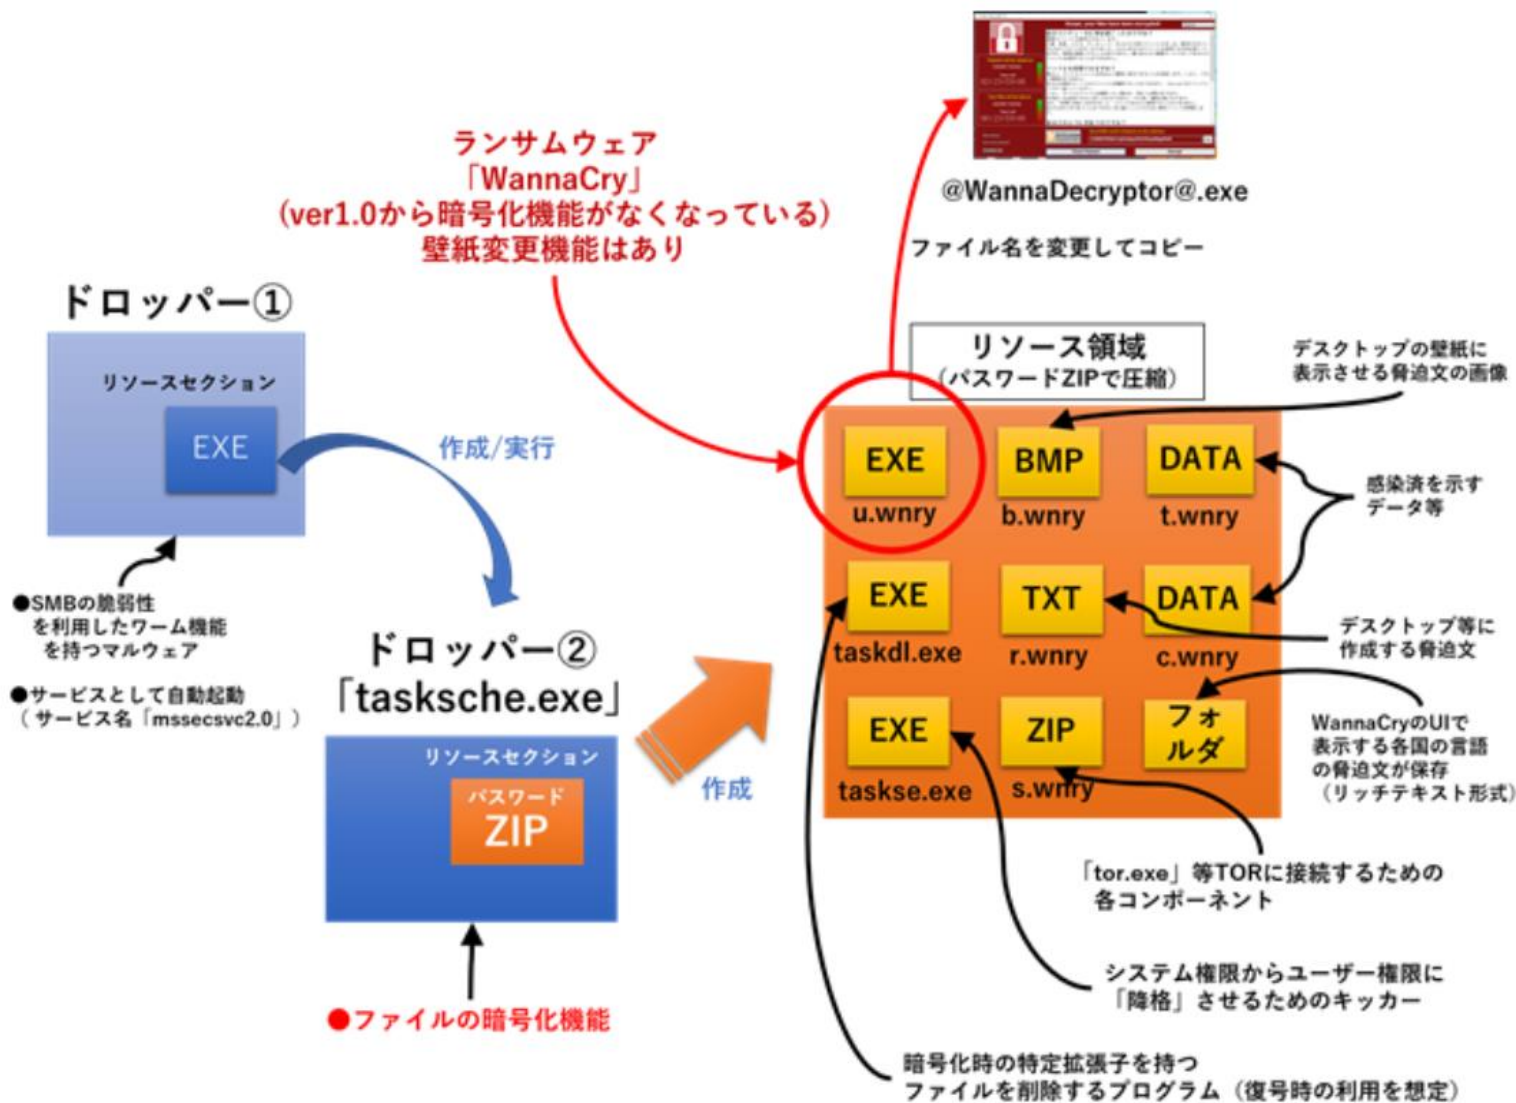 @WannaDecryptor@.exe
ファイル名を変更してコピー
ランサムウェア
「WannaCry」
(ver1.0から暗号化機能がなくなっている)
壁紙変更機能はあり
ドロッパー①
リソースセクション
EXE
作成/実行
●SMBの脆弱性
を利用したワーム機能
を持つマルウェア
●サービスとして自動起動
（サービス名「mssecsvc2.0」）
ドロッパー②
「tasksche.exe」
リソースセクション
パスワード
ZIP
●ファイルの暗号化機能
作成
リソース領域
（パスワードZIPで圧縮）
EXE
u.wnry
BMP
b.wnry
DATA
t.wnry
EXE
taskdl.exe
TXT
r.wnry
DATA
c.wnry
EXE
taskse.exe
ZIP
s.wnry
フォ
ルダ
デスクトップの壁紙に
表示させる脅迫文の画像
感染済を示す
データ等
デスクトップ等に
作成する脅迫文
WannaCryのUIで
表示する各国の言語
の脅迫文が保存
（リッチテキスト形式）
「tor.exe」等TORに接続するための
各コンポーネント
システム権限からユーザー権限に
「降格」させるためのキッカー
暗号化時の特定拡張子を持つ
ファイルを削除するプログラム（復号時の利用を想定）